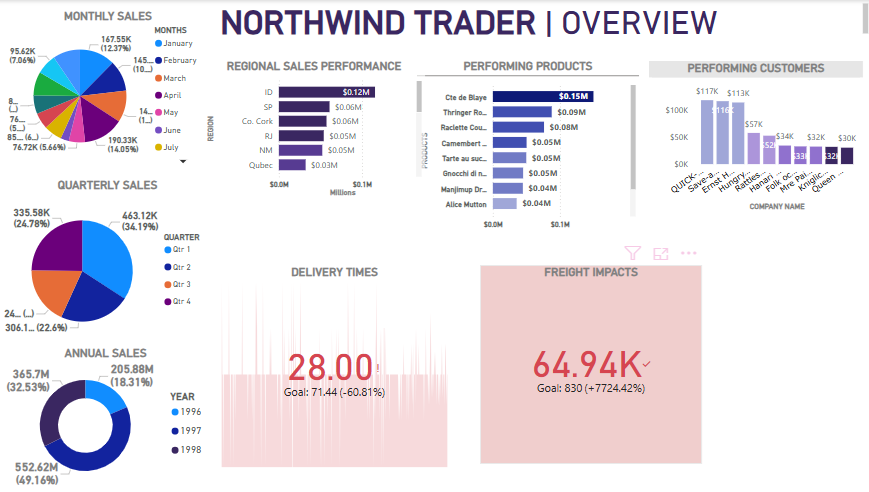 NORTHWIND TRADER | OVERVIEW
MONTHLY SALES
167.55K
(12.37%)
145...
(10...)
14...
(1...)
190.33K
(14.05%)
76.72K (5.66%)
85... (6...)
76...
(5...)
8...
(...)
95.62K
(7.06%)
MONTHS
January
February
March
April
May
June
July
QUARTERLY SALES
335.58K
(24.78%)
463.12K
(34.19%)
24... (...)
306.1... (22.6%)
QUARTER
Qtr 1
Qtr 2
Qtr 3
Qtr 4
ANNUAL SALES
365.7M
(32.53%)
205.88M
(18.31%)
552.62M
(49.16%)
YEAR
1996
1997
1998
REGIONAL SALES PERFORMANCE
REGION
ID $0.12M
SP $0.06M
Co. Cork $0.06M
RJ $0.05M
NM $0.05M
Qubec $0.03M
$0.0M $0.1M
Millions
PERFORMING PRODUCTS
PRODUCTS
Cte de Blaye $0.15M
Thringer Ro... $0.09M
Raclette Cou... $0.08M
Camembert ... $0.05M
Tarte au suc... $0.05M
Gnocchi di n... $0.05M
Manjimup Dr... $0.04M
Alice Mutton $0.04M
$0.0M $0.1M
PERFORMING CUSTOMERS
$117K $116K $113K $57K $52K $34K $33K $32K $32K $30K
$100K
$50K
$0K
QUICK-... Save-a... Ernst H... Hungry... Rattles... Hanari ... Folk oc... Mre Pai... Kniglic... Queen ...
COMPANY NAME
DELIVERY TIMES
28.00!
Goal: 71.44 (-60.81%)
FREIGHT IMPACTS
64.94K
Goal: 830 (+7724.42%)